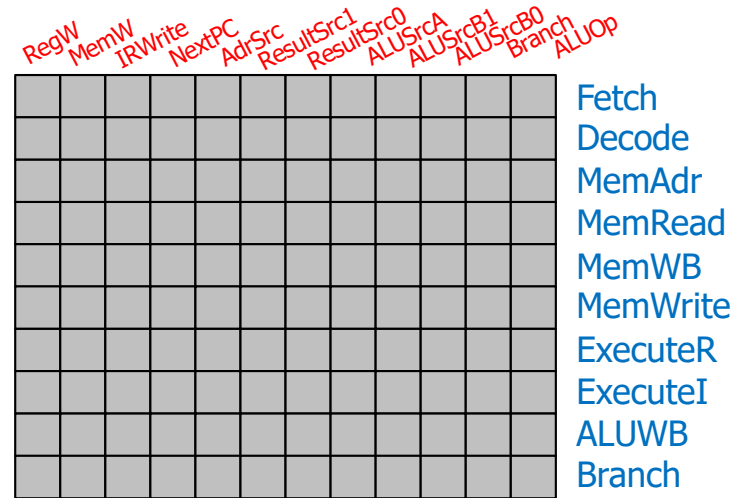 RegW MemW IRWrite NextPC AdrSrc ResultSrc1 ResultSrc0 ALUSrcA ALUSrcB1 ALUSrcB0 Branch ALUOp
Fetch
Decode
MemAdr
MemRead
MemWB
MemWrite
ExecuteR
ExecuteI
ALUWB
Branch